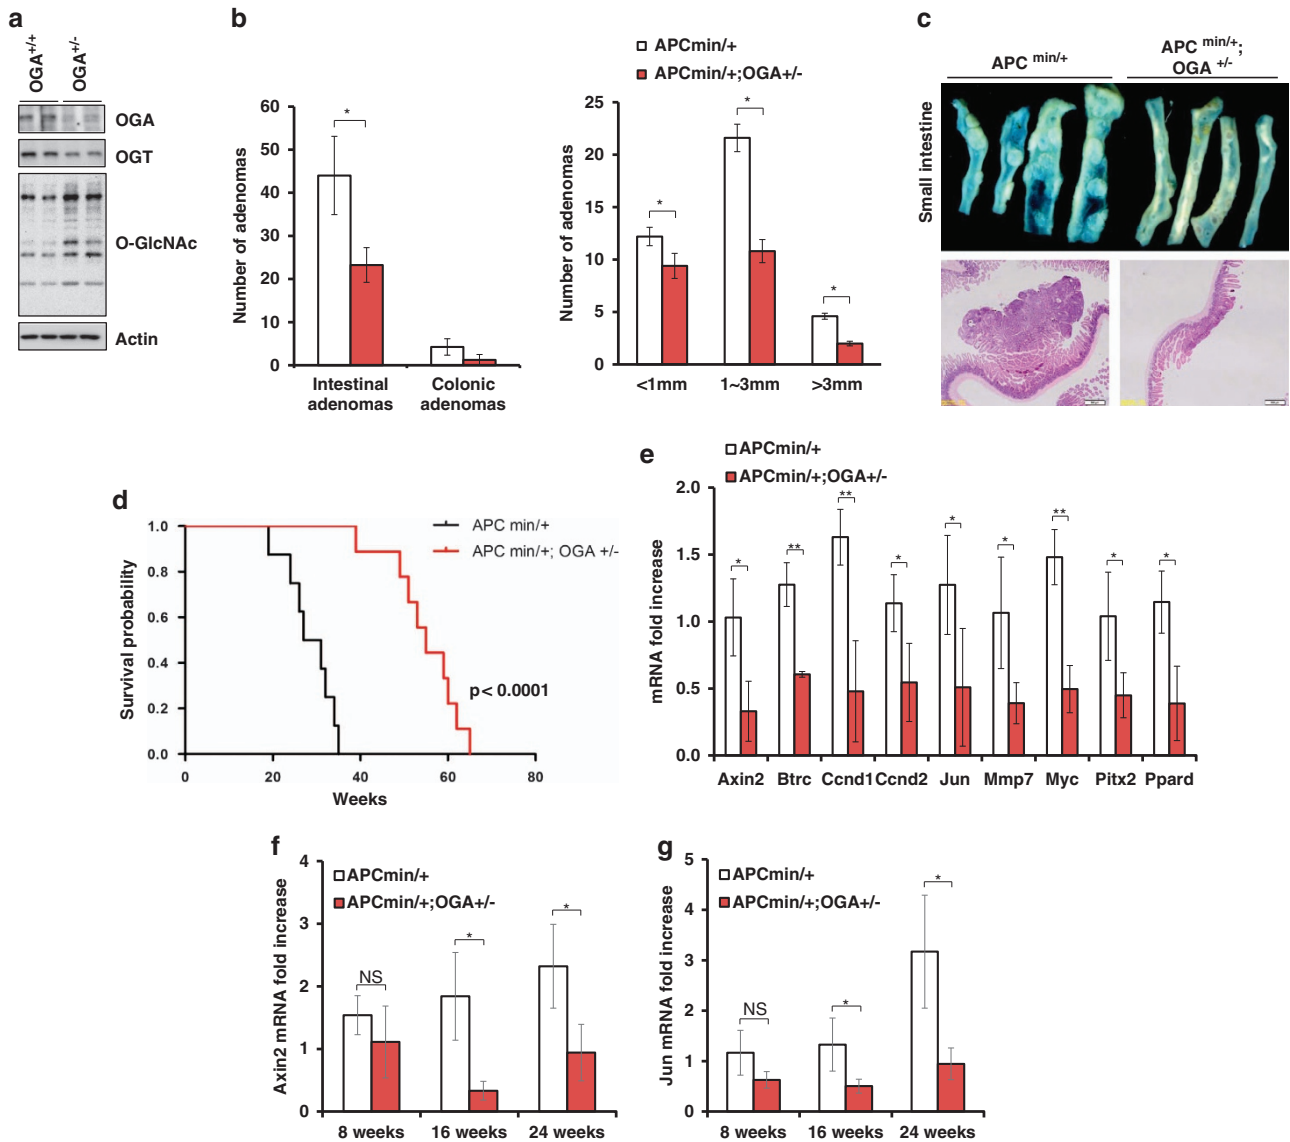 a
OGA+/+
OGA+/-
OGA
OGT
O-GlcNAc
Actin
b
Number of adenomas
60
50
40
30
20
10
0
*
Intestinal adenomas
Colonic adenomas
APCmin/+
APCmin/+;OGA+/-
Number of adenomas
25
20
15
10
5
0
*
*
*
<1mm
1~3mm
>3mm
c
APC min/+
APC min/+;
OGA +/-
Small intestine
d
Survival probability
1.0
0.8
0.6
0.4
0.2
0.0
APC min/+
APC min/+; OGA +/-
p< 0.0001
0 20 40 60 80
Weeks
e
APCmin/+
APCmin/+;OGA+/-
mRNA fold increase
2.0
1.5
1.0
0.5
0.0
* ** ** * * * ** * *
Axin2 Btrc Ccnd1 Ccnd2 Jun Mmp7 Myc Pitx2 Ppard
f
Axin2 mRNA fold increase
4
3
2
1
0
APCmin/+
APCmin/+;OGA+/-
NS
*
*
8 weeks 16 weeks 24 weeks
g
Jun mRNA fold increase
5
4
3
2
1
0
APCmin/+
APCmin/+;OGA+/-
NS
*
*
8 weeks 16 weeks 24 weeks